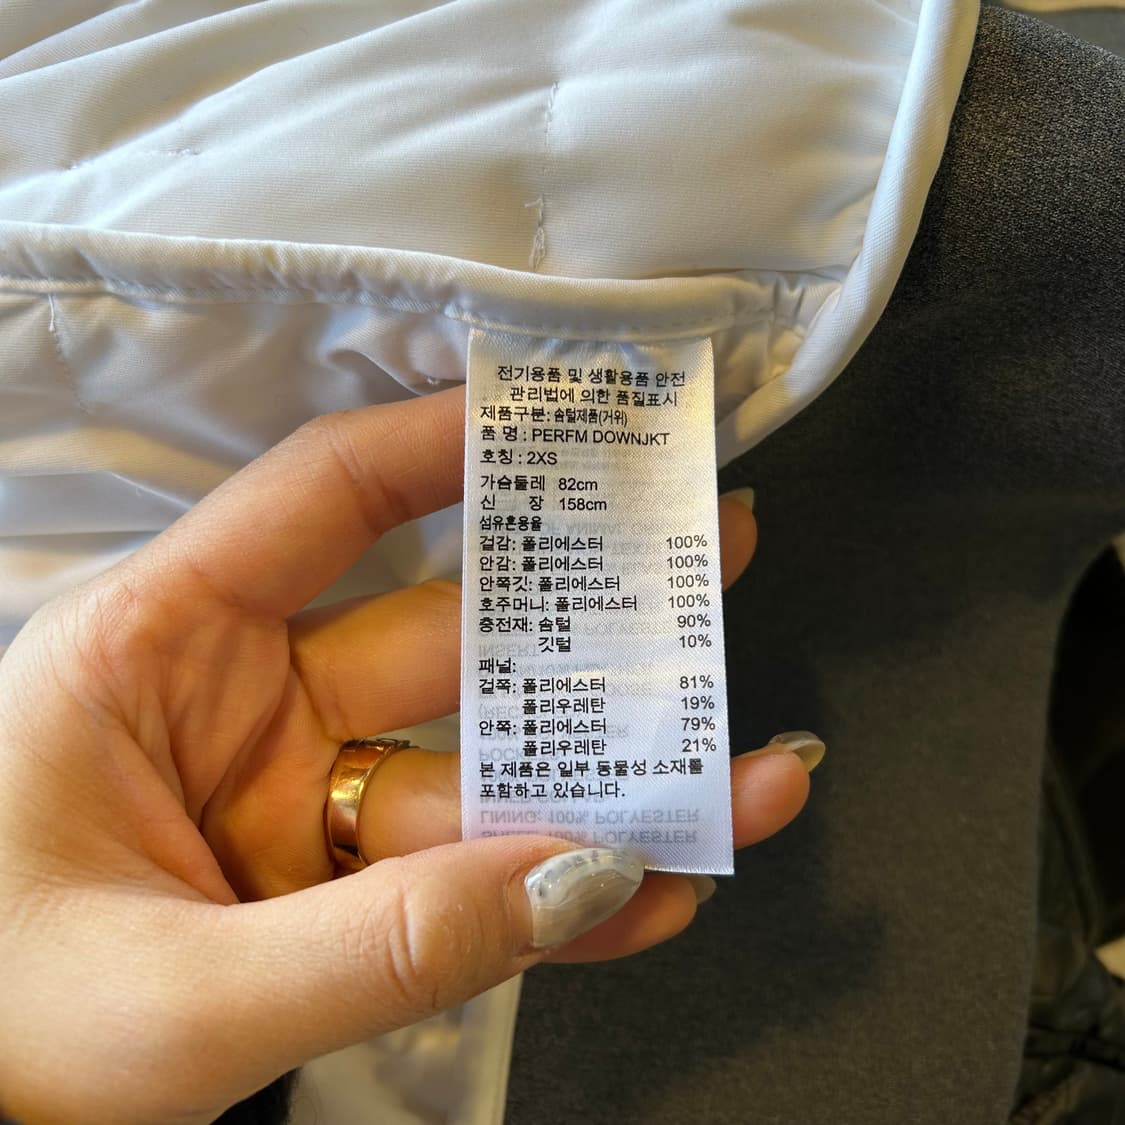 전기용품 및 생활용품 안전
관리법에 의한 품질표시
제품구분: 솜털제품(거위)
품 명 : PERFM DOWNJKT
호칭 : 2XS
가슴둘레 82cm
신 장 158cm
섬유혼용율
겉감: 폴리에스터 100%
안감: 폴리에스터 100%
안쪽깃: 폴리에스터 100%
호주머니: 폴리에스터 100%
충전재: 솜털 90%
깃털 10%
패널:
겉쪽: 폴리에스터 81%
폴리우레탄 19%
안쪽: 폴리에스터 79%
폴리우레탄 21%
본 제품은 일부 동물성 소재를
포함하고 있습니다.
LINING: 100% POLYESTER
SHELL: 100% POLYESTER